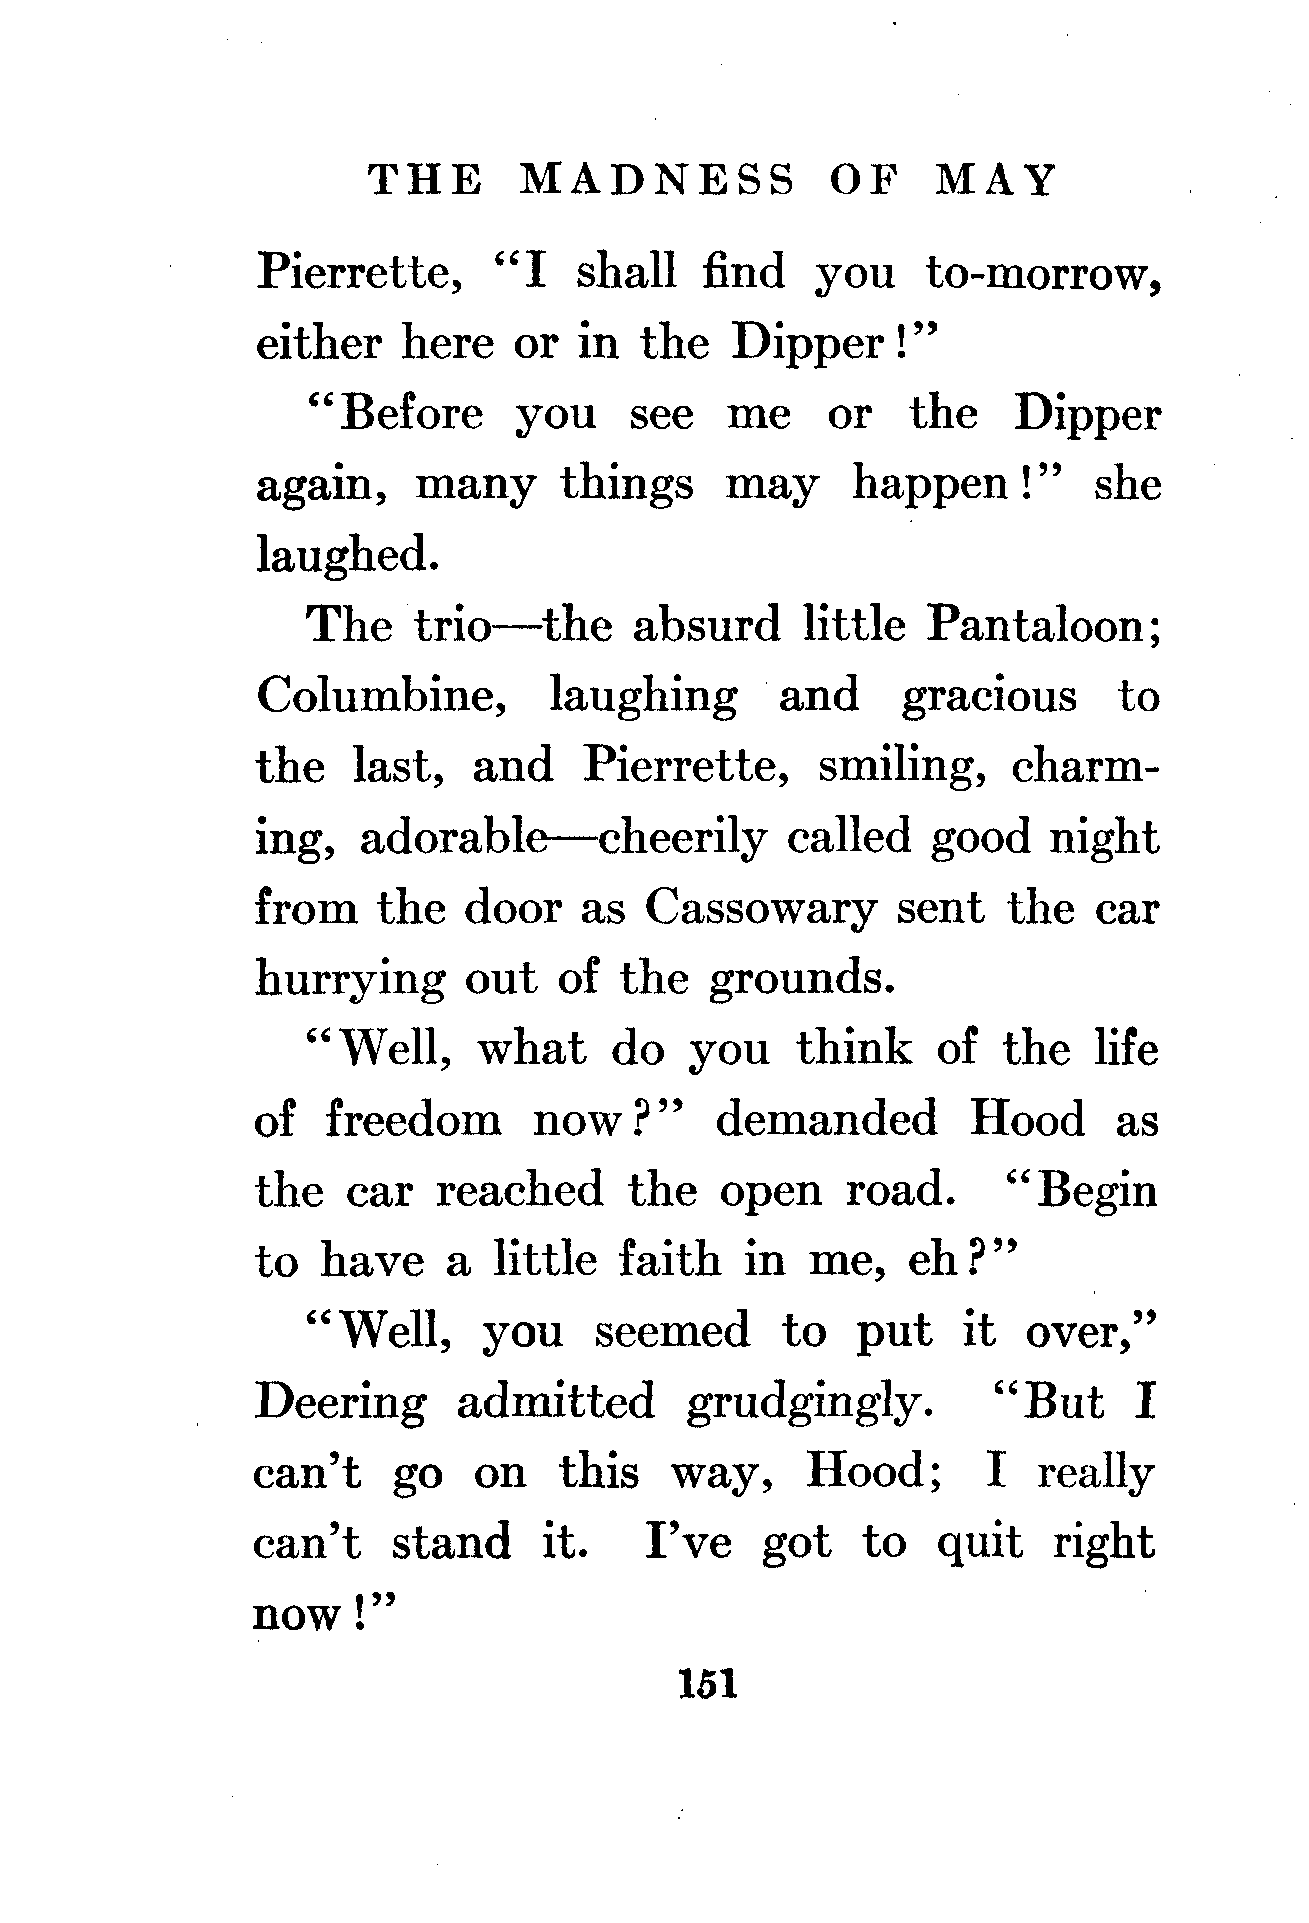 THE MADNESS OF MAY
Pierrette, “I shall find you to-morrow,
either here or in the Dipper!”
“Before you see me or the Dipper
again, many things may happen!” she
laughed.
The trio—the absurd little Pantaloon;
Columbine, laughing and gracious to
the last, and Pierrette, smiling, charm-
ing, adorable—cheerily called good night
from the door as Cassowary sent the car
hurrying out of the grounds.
“Well, what do you think of the life
of freedom now?” demanded Hood as
the car reached the open road. “Begin
to have a little faith in me, eh?”
“Well, you seemed to put it over,”
Deering admitted grudgingly. “But I
can’t go on this way, Hood; I really
can’t stand it. I’ve got to quit right
now!”
151